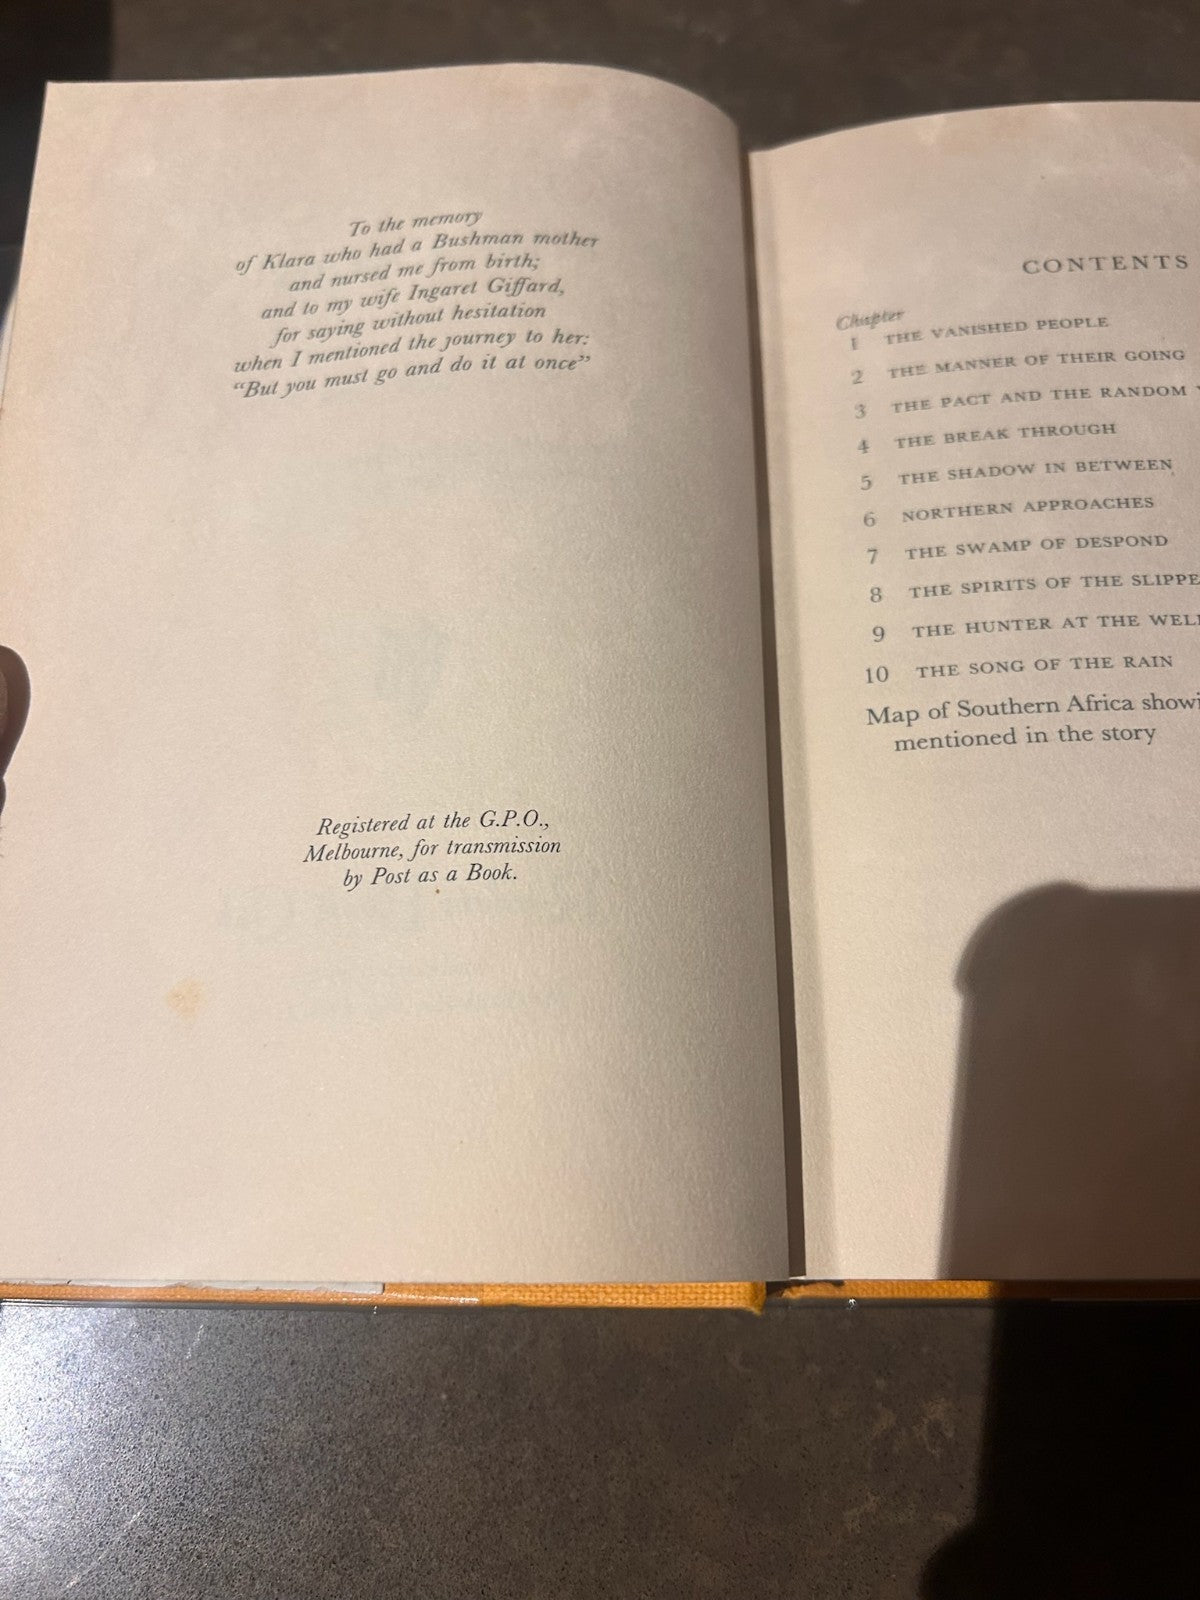 To the memory
of Klara who had a Bushman mother
and nursed me from birth;
and to my wife Ingaret Giffard,
for saying without hesitation
when I mentioned the journey to her:
“But you must go and do it at once”
Registered at the G.P.O.,
Melbourne, for transmission
by Post as a Book.
CONTENTS
Chapter
1 THE VANISHED PEOPLE
2 THE MANNER OF THEIR GOING
3 THE PACT AND THE RANDOM
4 THE BREAK THROUGH
5 THE SHADOW IN BETWEEN
6 NORTHERN APPROACHES
7 THE SWAMP OF DESPOND
8 THE SPIRITS OF THE SLIPPE
9 THE HUNTER AT THE WELL
10 THE SONG OF THE RAIN
Map of Southern Africa showi
mentioned in the story